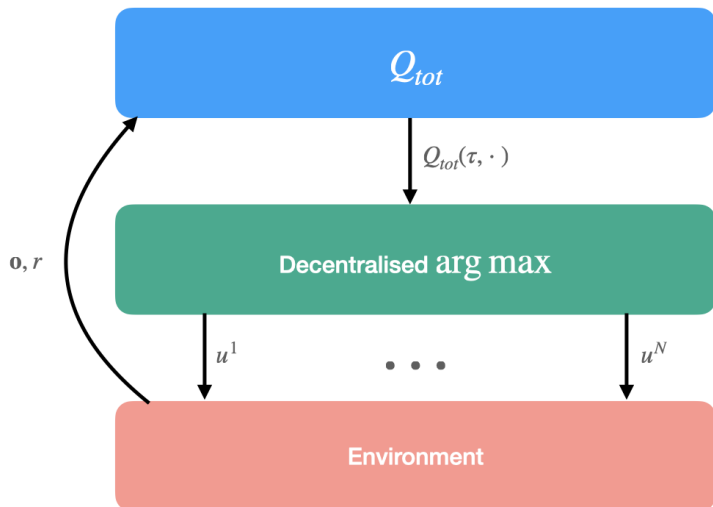 Q_tot
Q_tot(τ, ·)
Decentralised arg max
o, r
u^1
• • •
u^N
Environment